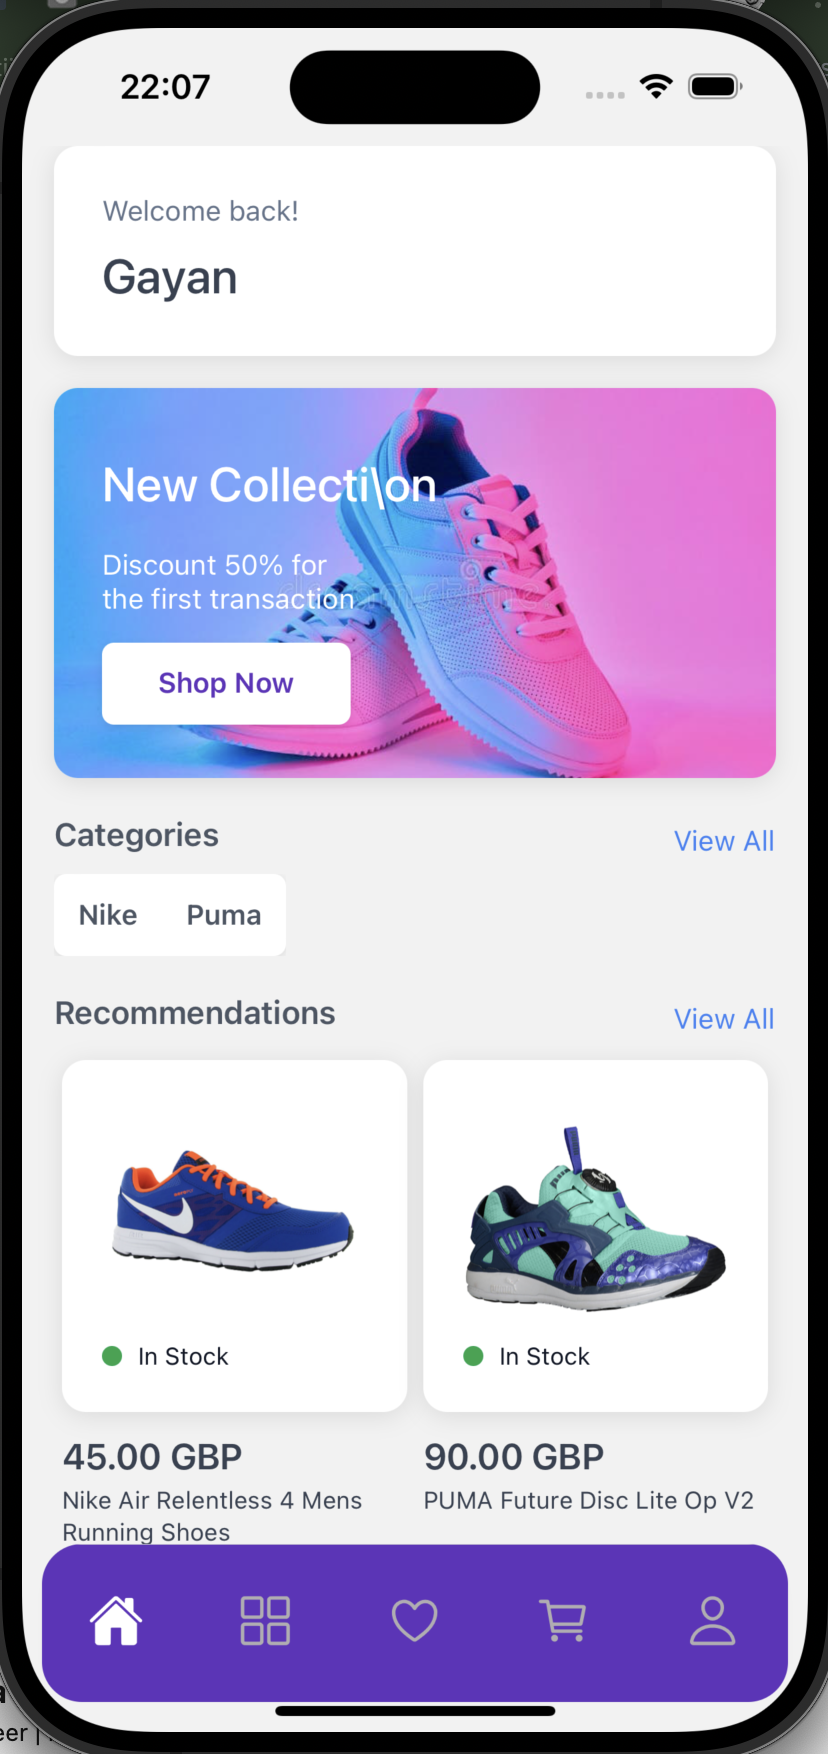 22:07
Welcome back!
Gayan
New Collecti\on
Discount 50% for
the first transaction
Shop Now
Categories
View All
Nike
Puma
Recommendations
View All
In Stock
In Stock
45.00 GBP
90.00 GBP
Nike Air Relentless 4 Mens
Running Shoes
PUMA Future Disc Lite Op V2